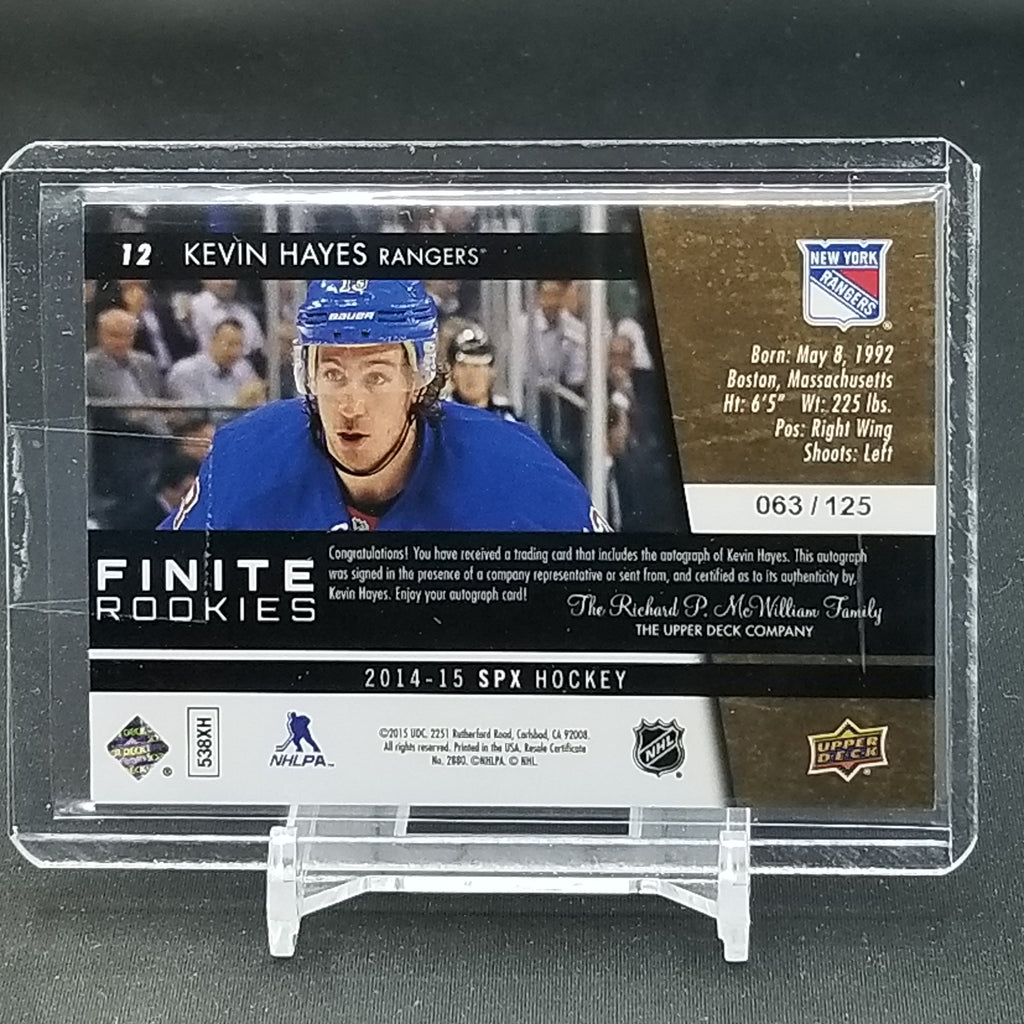 12 KEVIN HAYES RANGERS
NEW YORK
RANGERS
Born: May 8, 1992
Boston, Massachusetts
Ht: 6'5" Wt: 225 lbs.
Pos: Right Wing
Shoots: Left
063 / 125
13
BAUER
FINITE
ROOKIES
Congratulations! You have received a trading card that includes the autograph of Kevin Hayes. This autograph
was signed in the presence of a company representative or sent from, and certified as to its authenticity by,
Kevin Hayes. Enjoy your autograph card!
The Richard P. McWilliam Family
THE UPPER DECK COMPANY
2014-15 SPX HOCKEY
538XH
NHLPA™
©2015 UDC. 2251 Rutherford Road, Carlsbad, CA 92008.
All rights reserved. Printed in the USA. Resale Certificate
No. 2880. ©NHLPA. © NHL.
NHL
UPPER
DECK